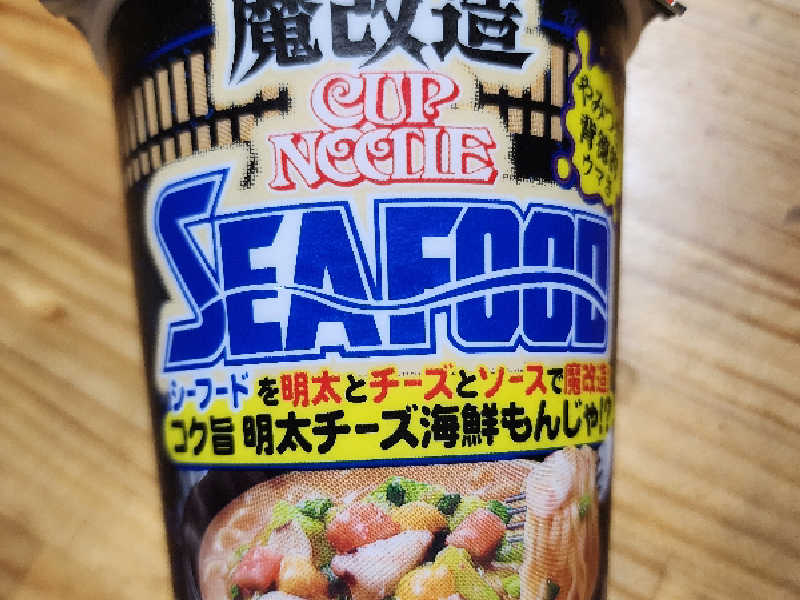 魔改造
CUP
NOODLE
SEAFOOD
シーフードを明太とチーズとソースで魔改造
コク旨 明太チーズ海鮮もんじゃ!?